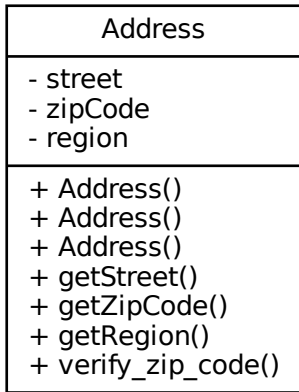 Address
- street
- zipCode
- region
+ Address()
+ Address()
+ Address()
+ getStreet()
+ getZipCode()
+ getRegion()
+ verify_zip_code()